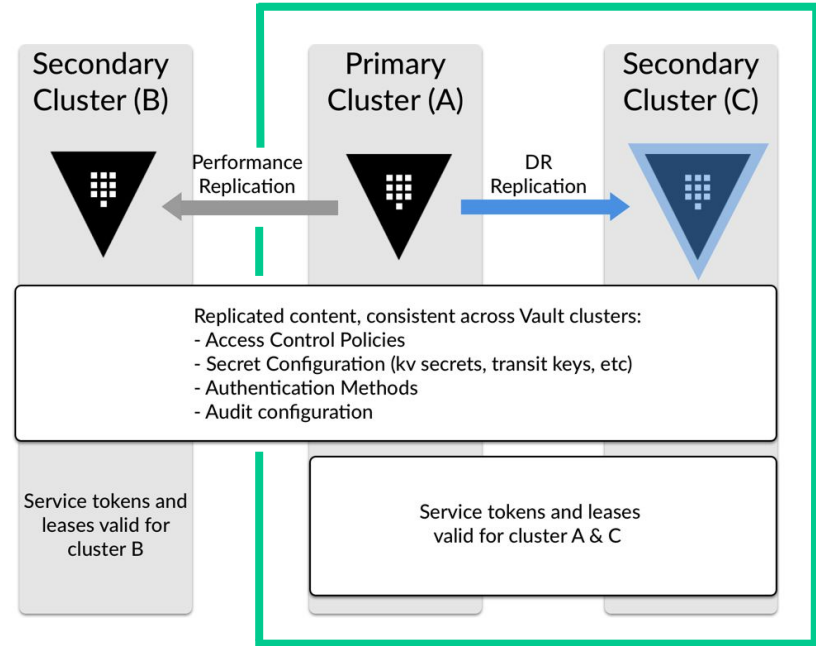 Secondary
Cluster (B)
Primary
Cluster (A)
Secondary
Cluster (C)
Performance
Replication
DR
Replication
Replicated content, consistent across Vault clusters:
- Access Control Policies
- Secret Configuration (kv secrets, transit keys, etc)
- Authentication Methods
- Audit configuration
Service tokens and
leases valid for
cluster B
Service tokens and leases
valid for cluster A & C